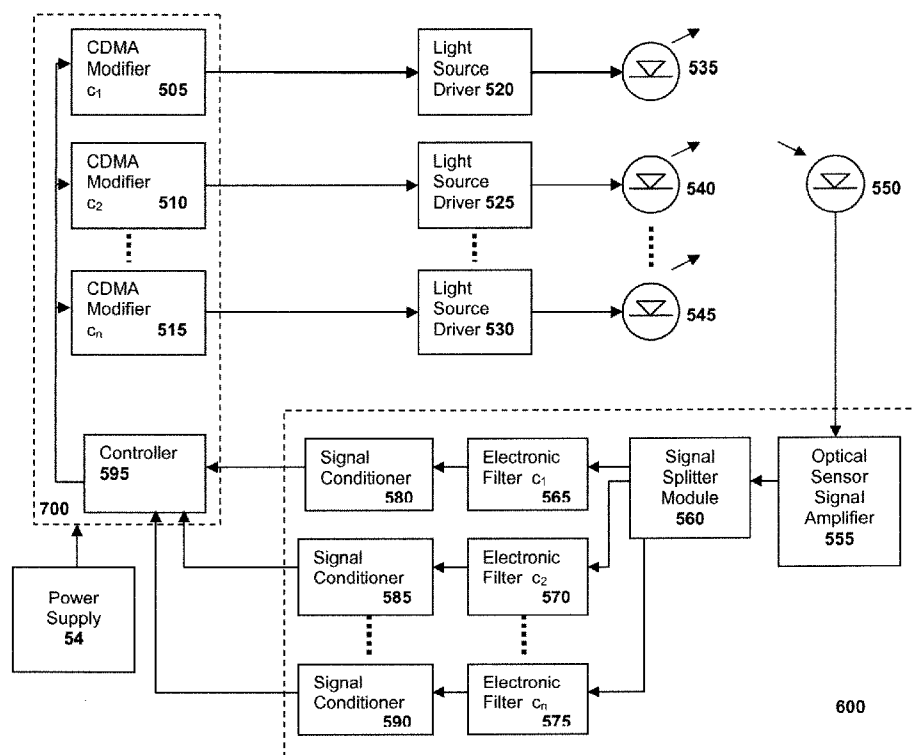 CDMA
Modifier
c1 505
Light
Source
Driver 520
535
CDMA
Modifier
c2 510
Light
Source
Driver 525
540
550
CDMA
Modifier
cn 515
Light
Source
Driver 530
545
Controller
595
700
Signal
Conditioner
580
Electronic
Filter c1
565
Signal
Splitter
Module
560
Optical
Sensor
Signal
Amplifier
555
Power
Supply
54
Signal
Conditioner
585
Electronic
Filter c2
570
Signal
Conditioner
590
Electronic
Filter cn
575
600